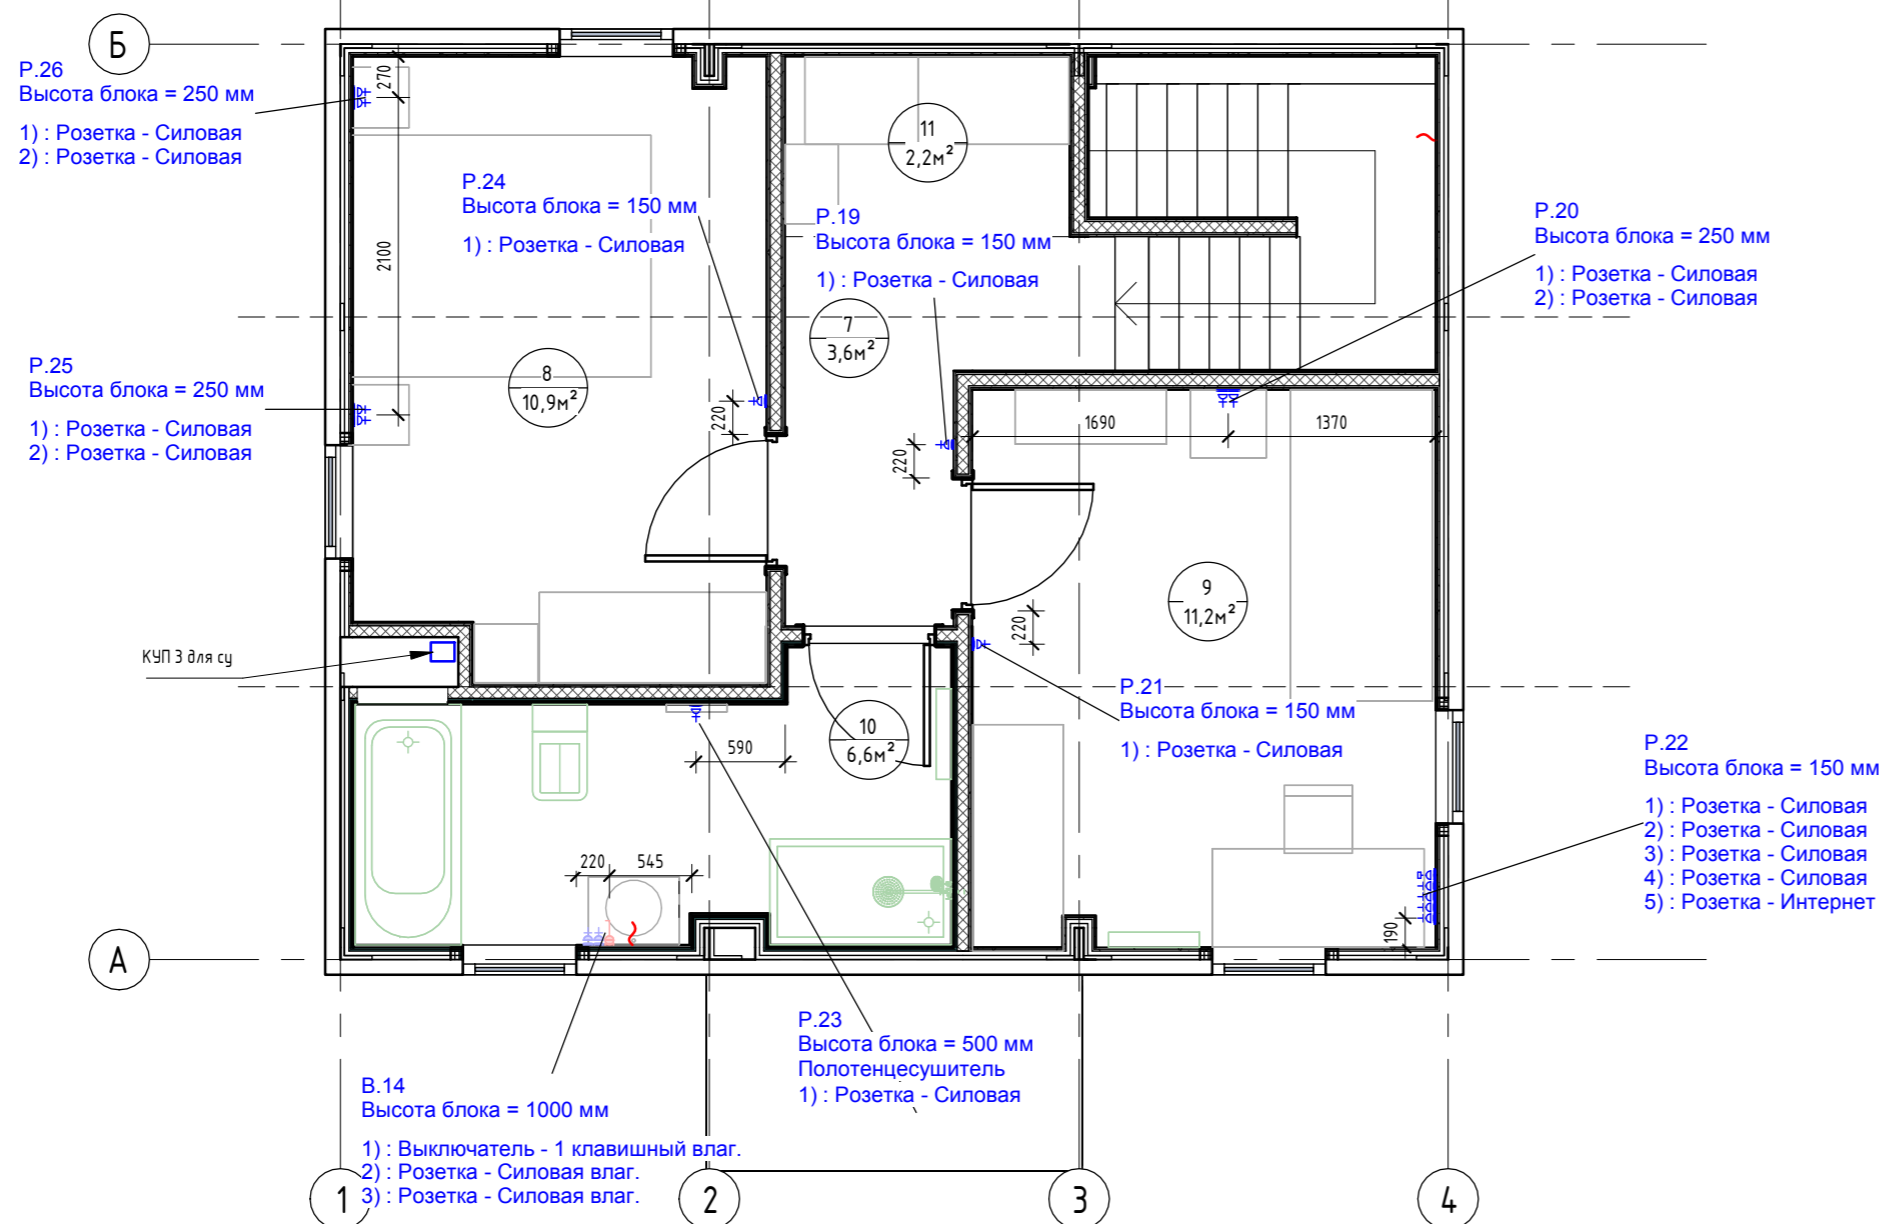 Б
Р.26
Высота блока = 250 мм
1) : Розетка - Силовая
2) : Розетка - Силовая
270
2100
Р.24
Высота блока = 150 мм
1) : Розетка - Силовая
11
2,2м²
Р.19
Высота блока = 150 мм
1) : Розетка - Силовая
Р.20
Высота блока = 250 мм
1) : Розетка - Силовая
2) : Розетка - Силовая
7
3,6м²
Р.25
Высота блока = 250 мм
1) : Розетка - Силовая
2) : Розетка - Силовая
8
10,9м²
220
220
1690
1370
9
11,2м²
220
КУП 3 для су
Р.21
Высота блока = 150 мм
1) : Розетка - Силовая
10
6,6м²
590
Р.22
Высота блока = 150 мм
1) : Розетка - Силовая
2) : Розетка - Силовая
3) : Розетка - Силовая
4) : Розетка - Силовая
5) : Розетка - Интернет
220
545
190
А
Р.23
Высота блока = 500 мм
Полотенцесушитель
1) : Розетка - Силовая
В.14
Высота блока = 1000 мм
1) : Выключатель - 1 клавишный влаг.
2) : Розетка - Силовая влаг.
3) : Розетка - Силовая влаг.
1
2
3
4